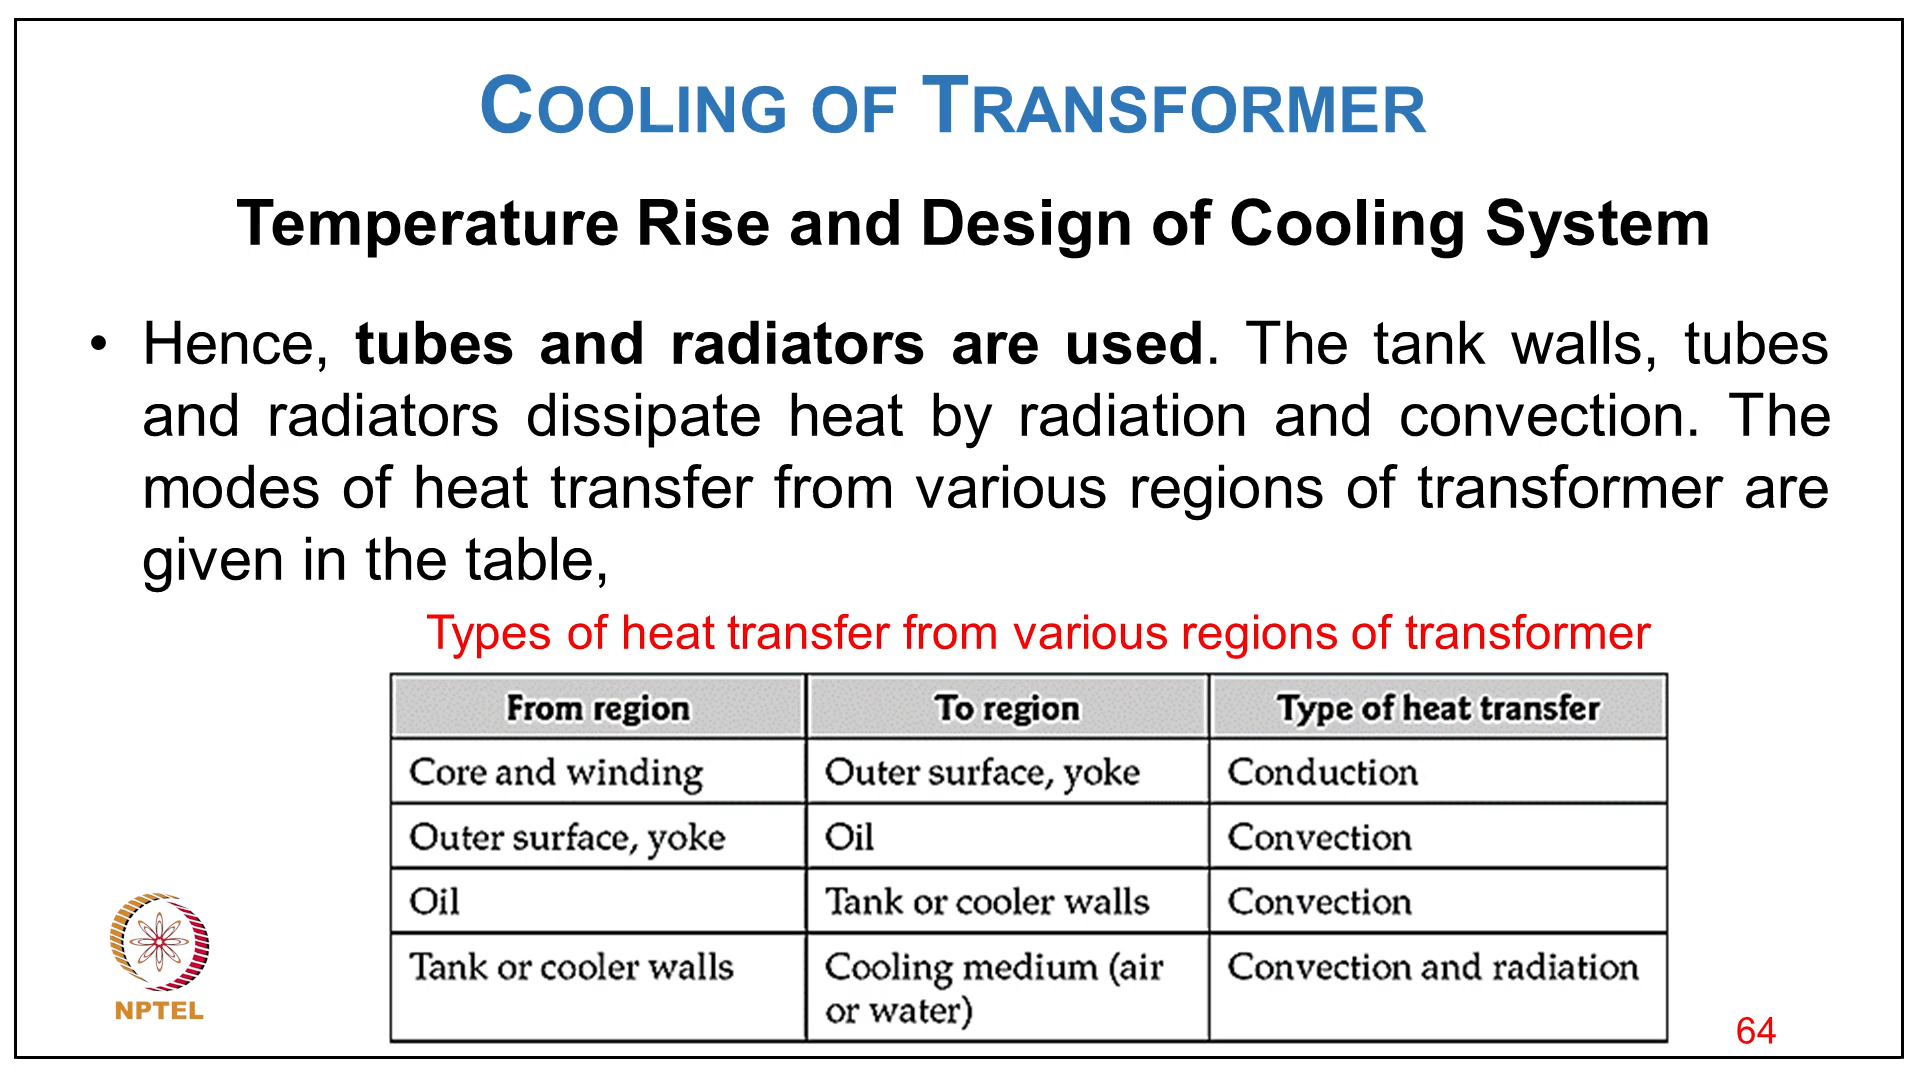 COOLING OF TRANSFORMER
Temperature Rise and Design of Cooling System
• Hence, tubes and radiators are used. The tank walls, tubes
and radiators dissipate heat by radiation and convection. The
modes of heat transfer from various regions of transformer are
given in the table,
Types of heat transfer from various regions of transformer
From region To region Type of heat transfer
Core and winding Outer surface, yoke Conduction
Outer surface, yoke Oil Convection
Oil Tank or cooler walls Convection
Tank or cooler walls Cooling medium (air Convection and radiation
or water)
NPTEL
64